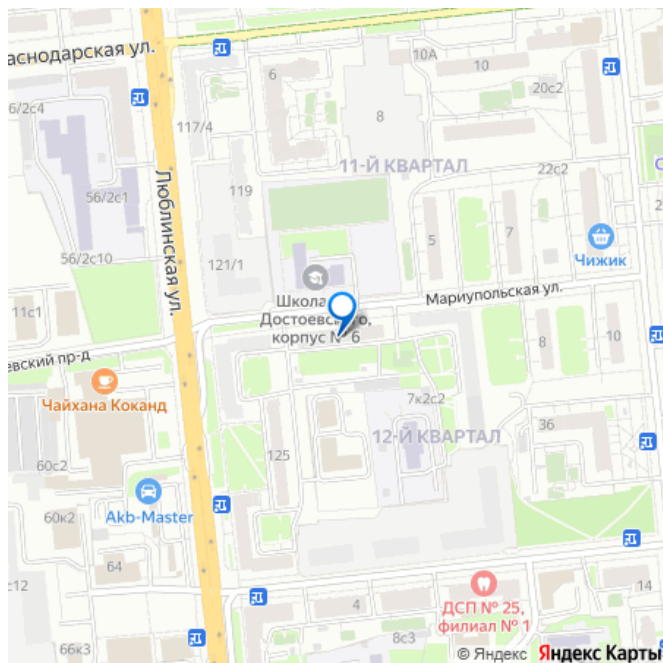 аснодарская ул.
6/2с4
117/4
6
10А
10
20с2
8
11-Й КВАРТАЛ
22с2
56/2с1
119
Люблинская ул.
56/2с10
121/1
5
7
Чижик
11с1
Школа
Достоевского,
корпус № 6
Мариупольская ул.
евский пр-д
8
10
Чайхана Коканд
7к2с2
12-Й КВАРТАЛ
36
60с2
125
60к2
Akb-Master
64
с12
4
ДСП № 25,
филиал № 1
14
66к3
8с3
© Яндекс Яндекс Карты